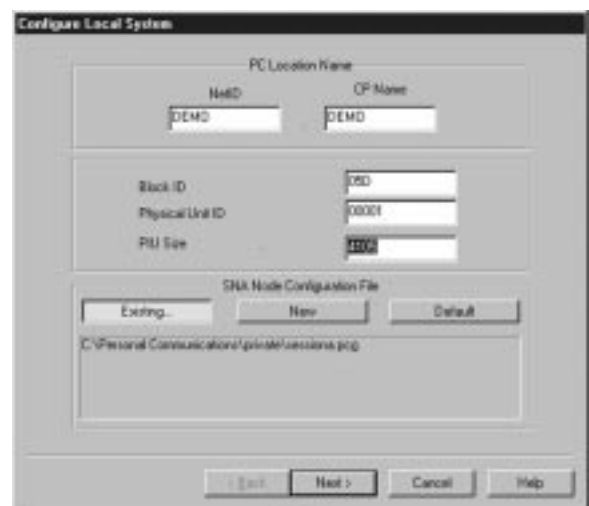 Configure Local System
PC Location Name
NetID
CP Name
DEMO
DEMO
Block ID
05D
Physical Unit ID
00001
PIU Size
SNA Node Configuration File
Existing...
New
Default
C:\Personal Communications\private\sessiona.pcg
< Back
Next >
Cancel
Help